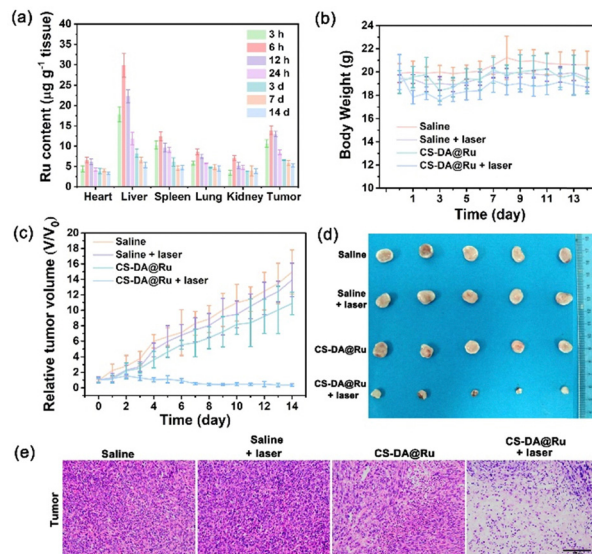 (a)
Ru content (μg g⁻¹ tissue)
40
35
30
25
20
15
10
5
0
3 h
6 h
12 h
24 h
3 d
7 d
14 d
Heart Liver Spleen Lung Kidney Tumor
(b)
Body Weight (g)
24
22
20
18
16
14
12
10
Saline
Saline + laser
CS-DA@Ru
CS-DA@Ru + laser
1 3 5 7 9 11 13
Time (day)
(c)
Relative tumor volume (V/V₀)
20
18
16
14
12
10
8
6
4
2
0
Saline
Saline + laser
CS-DA@Ru
CS-DA@Ru + laser
0 2 4 6 8 10 12 14
Time (day)
(d)
Saline
Saline
+ laser
CS-DA@Ru
CS-DA@Ru
+ laser
(e)
Saline
Saline
+ laser
CS-DA@Ru
CS-DA@Ru
+ laser
Tumor